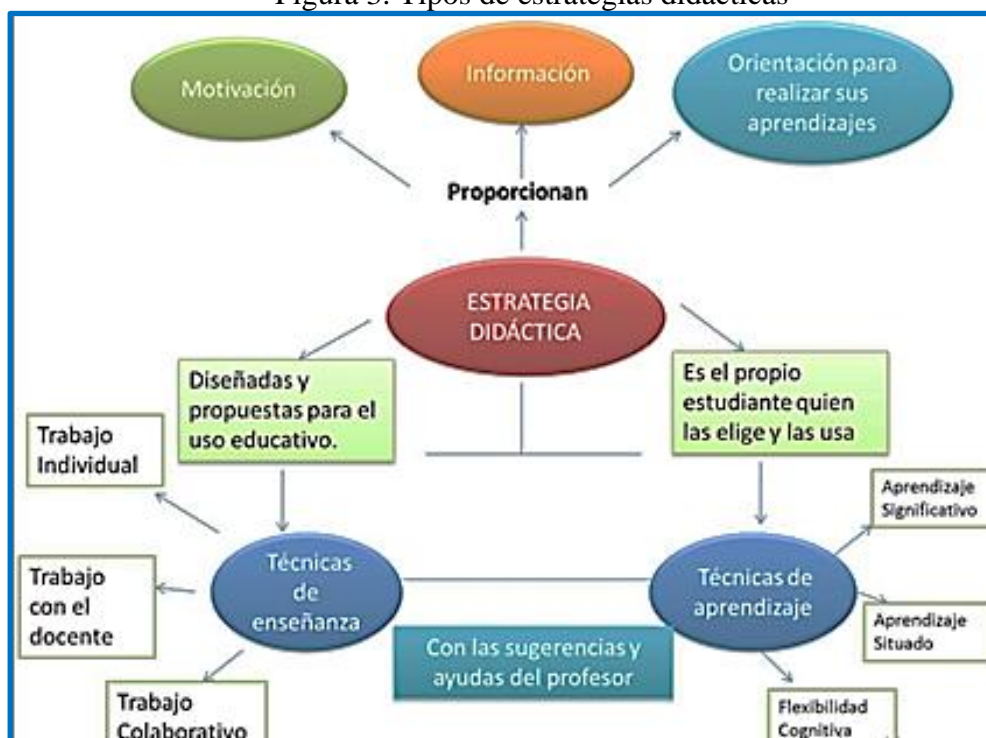 Figura 3. Tipos de estrategias didácticas
Motivación
Información
Orientación para
realizar sus
aprendizajes
Proporcionan
ESTRATEGIA
DIDÁCTICA
Diseñadas y
propuestas para el
uso educativo.
Es el propio
estudiante quien
las elige y las usa
Trabajo
Individual
Trabajo
con el
docente
Trabajo
Colaborativo
Técnicas
de
enseñanza
Con las sugerencias y
ayudas del profesor
Técnicas de
aprendizaje
Aprendizaje
Significativo
Aprendizaje
Situado
Flexibilidad
Cognitiva